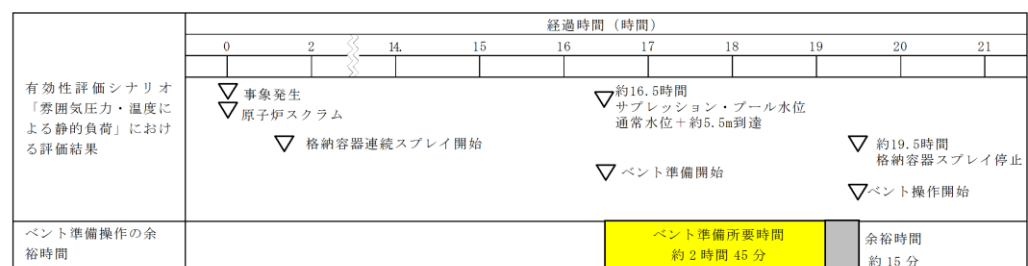 経過時間（時間）
0 2 14. 15 16 17 18 19 20 21
有効性評価シナリオ
「雰囲気圧力・温度に
よる静的負荷」におけ
る評価結果
事象発生
原子炉スクラム
格納容器連続スプレイ開始
約16.5時間
サプレッション・プール水位
通常水位＋約5.5m到達
ベント準備開始
約19.5時間
格納容器スプレイ停止
ベント操作開始
ベント準備操作の余
裕時間
ベント準備所要時間
約２時間 45 分
余裕時間
約 15 分